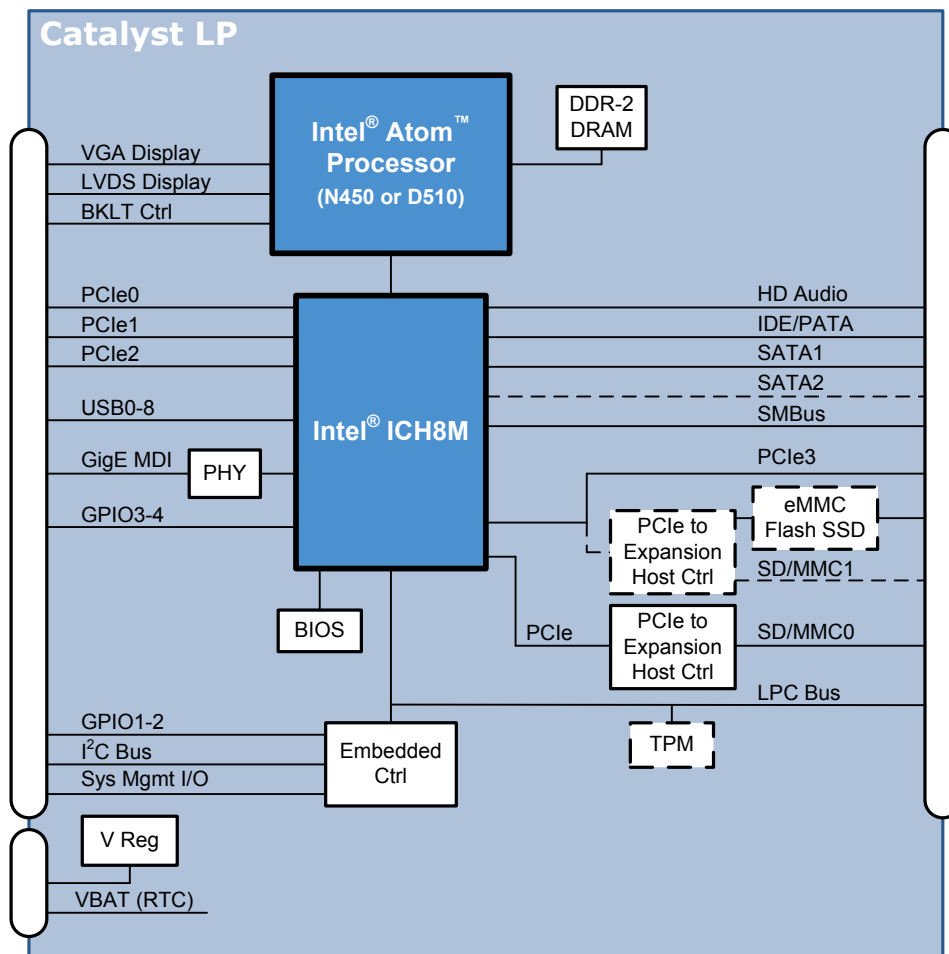 Catalyst LP
Intel® Atom™
Processor
(N450 or D510)
DDR-2
DRAM
VGA Display
LVDS Display
BKLT Ctrl
PCIe0
PCIe1
PCIe2
USB0-8
GigE MDI
PHY
GPIO3-4
Intel® ICH8M
HD Audio
IDE/PATA
SATA1
SATA2
SMBus
PCIe3
eMMC
Flash SSD
PCIe to
Expansion
Host Ctrl
SD/MMC1
BIOS
PCIe
PCIe to
Expansion
Host Ctrl
SD/MMC0
LPC Bus
TPM
GPIO1-2
I²C Bus
Sys Mgmt I/O
Embedded
Ctrl
V Reg
VBAT (RTC)